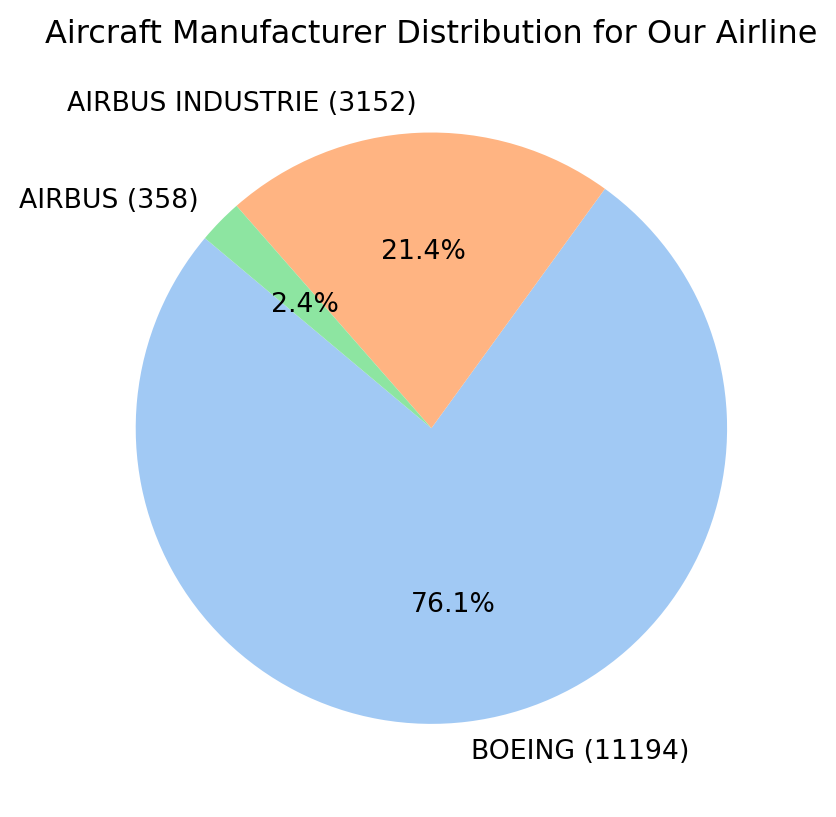 Aircraft Manufacturer Distribution for Our Airline
AIRBUS INDUSTRIE (3152)
AIRBUS (358)
21.4%
2.4%
76.1%
BOEING (11194)